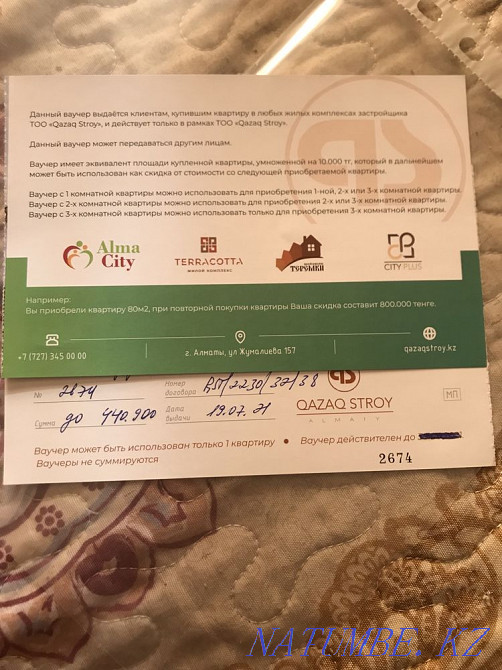 Данный ваучер выдаётся клиентам, купившим квартиру в любых жилых комплексах застройщика
ТОО «Qazaq Stroy», и действует только в рамках ТОО «Qazaq Stroy».
Данный ваучер может передаваться другим лицам.
Ваучер имеет эквивалент площади купленной квартиры, умноженной на 10.000 тг, который в дальнейшем
может быть использован как скидка от стоимости со следующей приобретаемой квартиры.
Ваучер с 1 комнатной квартиры можно использовать для приобретения 1-ной, 2-х или 3-х комнатной квартиры.
Ваучер с 2-х комнатной квартиры можно использовать для приобретения 2-х или 3-х комнатной квартиры.
Ваучер с 3-х комнатной квартиры можно использовать только для приобретения 3-х комнатной квартиры.
Alma City
TERRACOTTA
ЖИЛОЙ КОМПЛЕКС
ТЕРЕМКИ
CITY PLUS
Например:
Вы приобрели квартиру 80м2, при повторной покупки квартиры Ваша скидка составит 800.000 тенге.
+7 (727) 345 00 00
г. Алматы, ул Жумалиева 157
qazaqstroy.kz
№ 2674
Номер договора
Сумма до 440.900
Дата выдачи 19.07.21
QAZAQ STROY
ALMATY
МП
Ваучер может быть использован только 1 квартиру • Ваучер действителен до
Ваучеры не суммируются
2674
NATUMBE.KZ